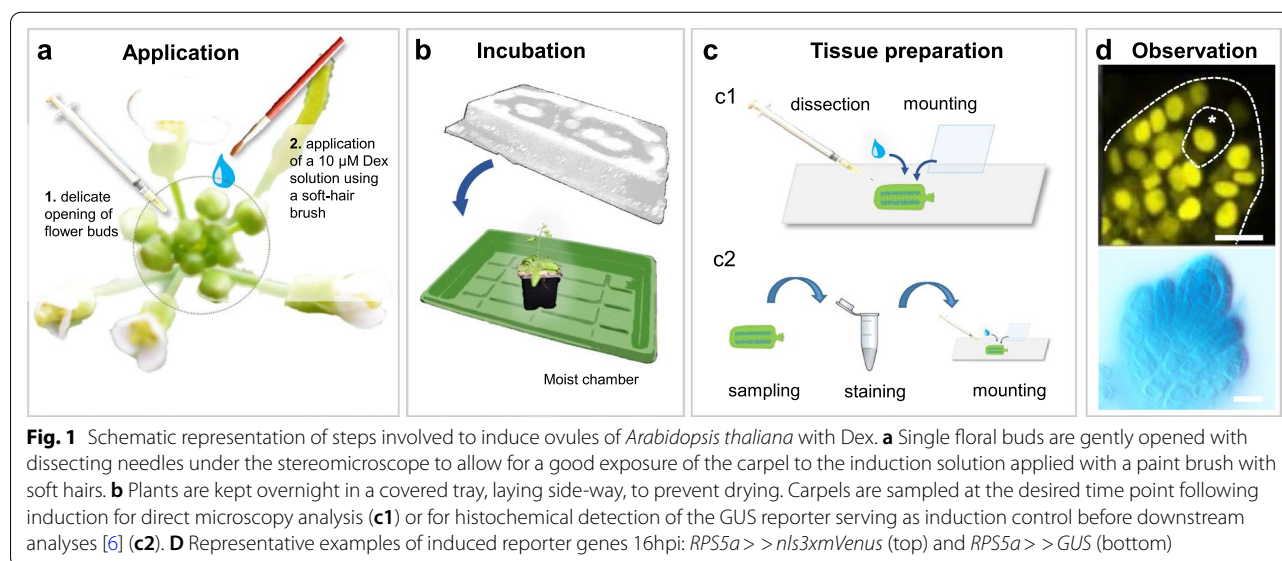 a Application
1. delicate
opening of
flower buds
2. application
of a 10 µM Dex
solution using
a soft-hair
brush
b Incubation
Moist chamber
c Tissue preparation
c1
dissection mounting
c2
sampling staining mounting
d Observation
*
Fig. 1 Schematic representation of steps involved to induce ovules of Arabidopsis thaliana with Dex. a Single floral buds are gently opened with
dissecting needles under the stereomicroscope to allow for a good exposure of the carpel to the induction solution applied with a paint brush with
soft hairs. b Plants are kept overnight in a covered tray, laying side-way, to prevent drying. Carpels are sampled at the desired time point following
induction for direct microscopy analysis (c1) or for histochemical detection of the GUS reporter serving as induction control before downstream
analyses [6] (c2). D Representative examples of induced reporter genes 16hpi: RPS5a > > nls3xmVenus (top) and RPS5a > > GUS (bottom)